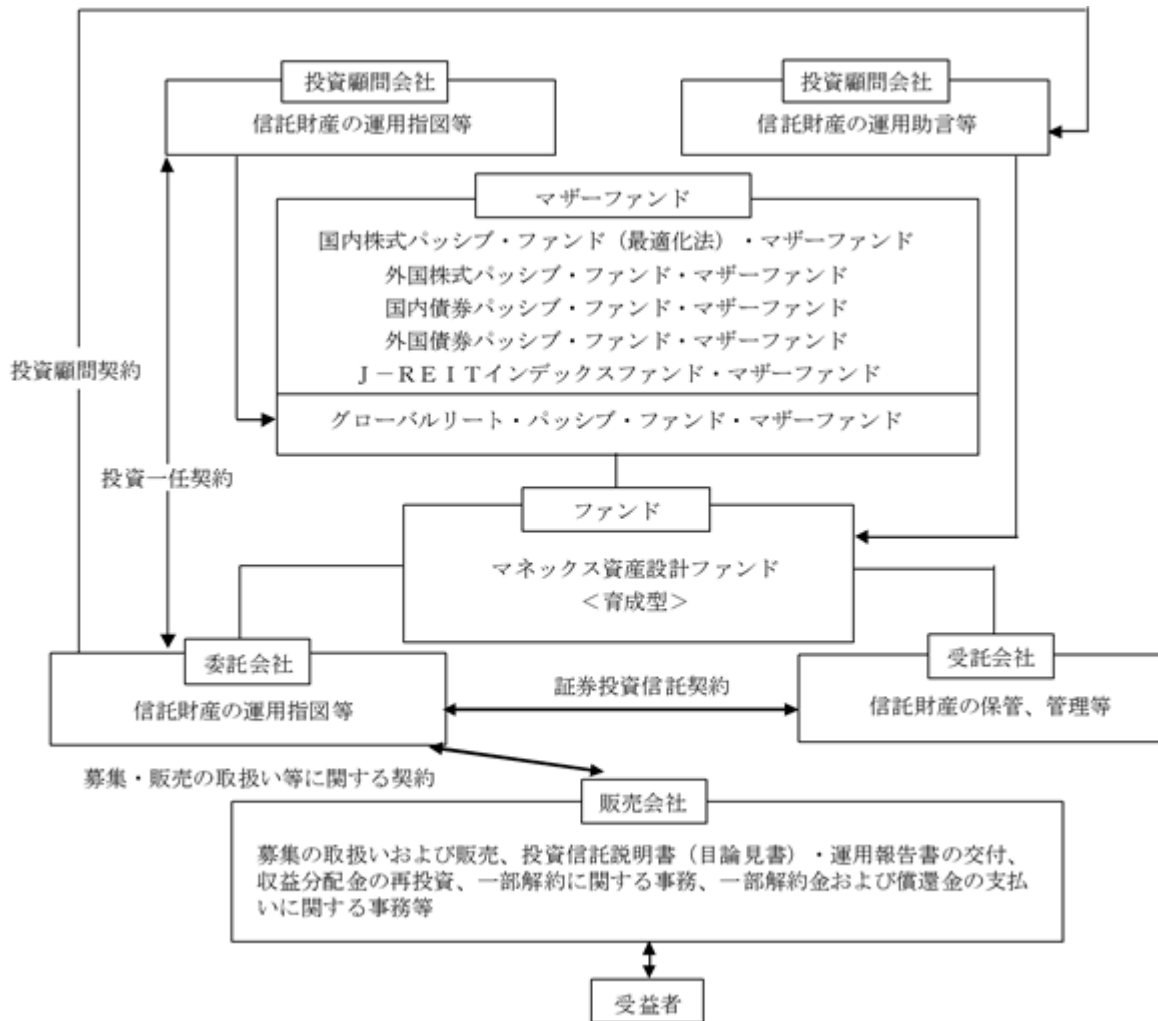 投資顧問会社
信託財産の運用指図等
投資顧問会社
信託財産の運用助言等
マザーファンド
国内株式パッシブ・ファンド（最適化法）・マザーファンド
外国株式パッシブ・ファンド・マザーファンド
国内債券パッシブ・ファンド・マザーファンド
外国債券パッシブ・ファンド・マザーファンド
Ｊ－ＲＥＩＴインデックスファンド・マザーファンド
グローバルリート・パッシブ・ファンド・マザーファンド
投資顧問契約
投資一任契約
ファンド
マネックス資産設計ファンド
＜育成型＞
委託会社
信託財産の運用指図等
証券投資信託契約
受託会社
信託財産の保管、管理等
募集・販売の取扱い等に関する契約
販売会社
募集の取扱いおよび販売、投資信託説明書（目論見書）・運用報告書の交付、
収益分配金の再投資、一部解約に関する事務、一部解約金および償還金の支払
いに関する事務等
受益者